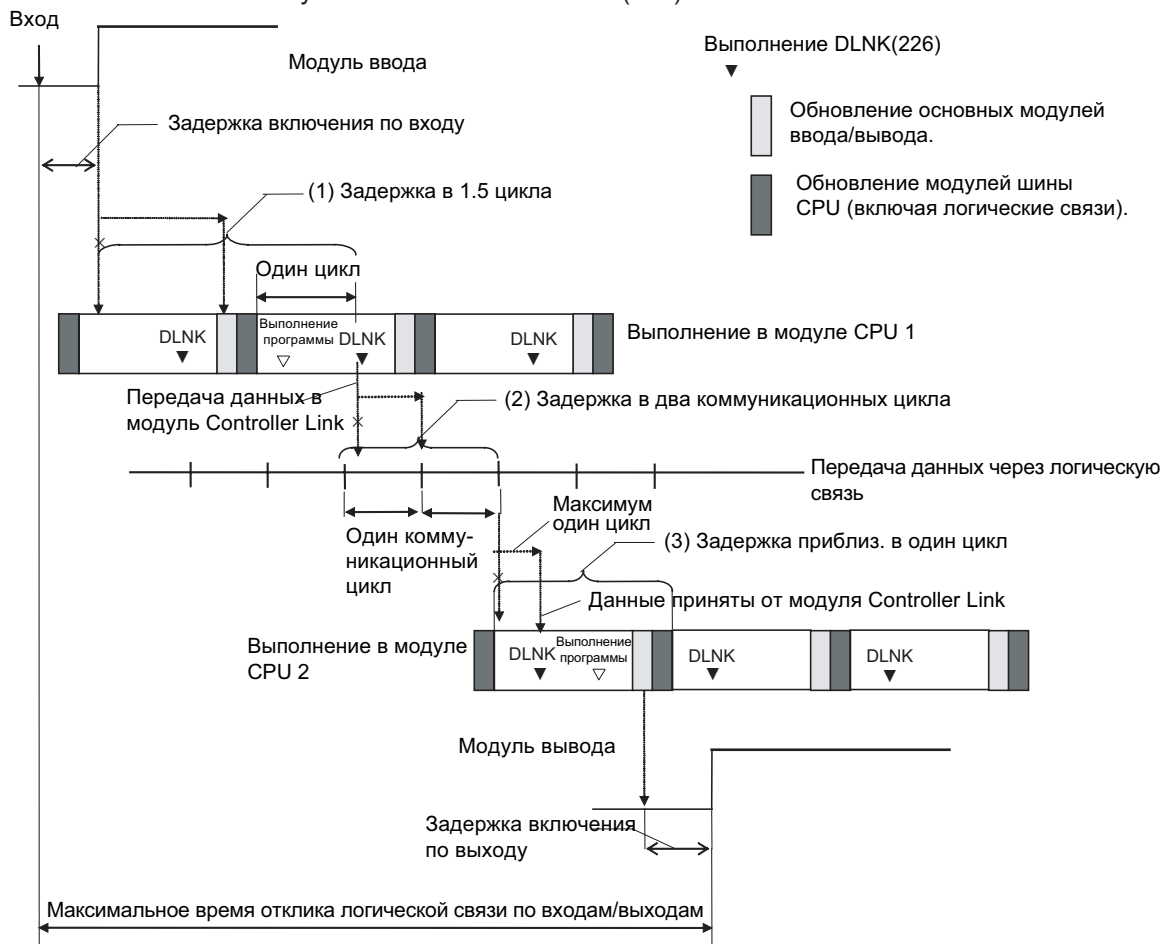 Вход
Модуль ввода
Выполнение DLNK(226)
Обновление основных модулей
ввода/вывода.
Обновление модулей шины
CPU (включая логические связи).
Задержка включения по входу
(1) Задержка в 1.5 цикла
Один цикл
DLNK
Выполнение
программы
DLNK
DLNK
Выполнение в модуле CPU 1
Передача данных в
модуль Controller Link
(2) Задержка в два коммуникационных цикла
Передача данных через логическую
связь
Один комму-
никационный
цикл
Максимум
один цикл
(3) Задержка приблиз. в один цикл
Данные приняты от модуля Controller Link
Выполнение в модуле
CPU 2
DLNK
Выполнение
программы
DLNK
DLNK
Модуль вывода
Задержка включения
по выходу
Максимальное время отклика логической связи по входам/выходам